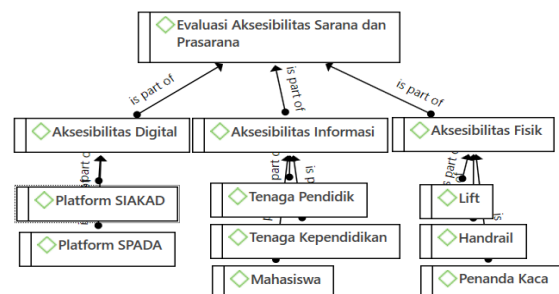 Evaluasi Aksesibilitas Sarana dan
Prasarana
is part of
is part of
is part of
Aksesibilitas Digital
Aksesibilitas Informasi
Aksesibilitas Fisik
Platform SIAKAD
Tenaga Pendidik
Lift
Platform SPADA
Tenaga Kependidikan
Handrail
Mahasiswa
Penanda Kaca